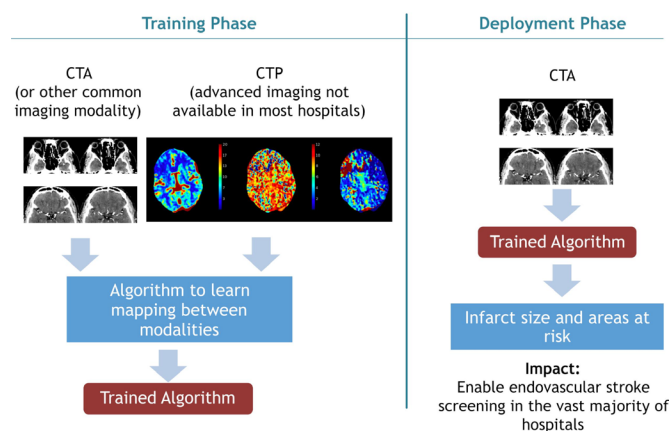 Training Phase
CTA
(or other common
imaging modality)
CTP
(advanced imaging not
available in most hospitals)
Algorithm to learn
mapping between
modalities
Trained Algorithm
Deployment Phase
CTA
Trained Algorithm
Infarct size and areas at
risk
Impact:
Enable endovascular stroke
screening in the vast majority of
hospitals